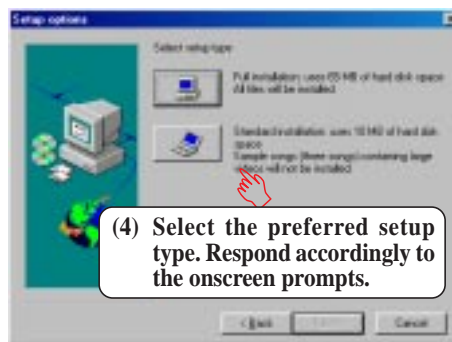 Setup options
Select setup type
Full installation: uses 65 MB of hard disk space
All files will be installed.
Standard installation: uses 10 MB of hard disk
space
Sample songs (three songs) containing large
videos will not be installed.
(4) Select the preferred setup
type. Respond accordingly to
the onscreen prompts.
< Back
Cancel